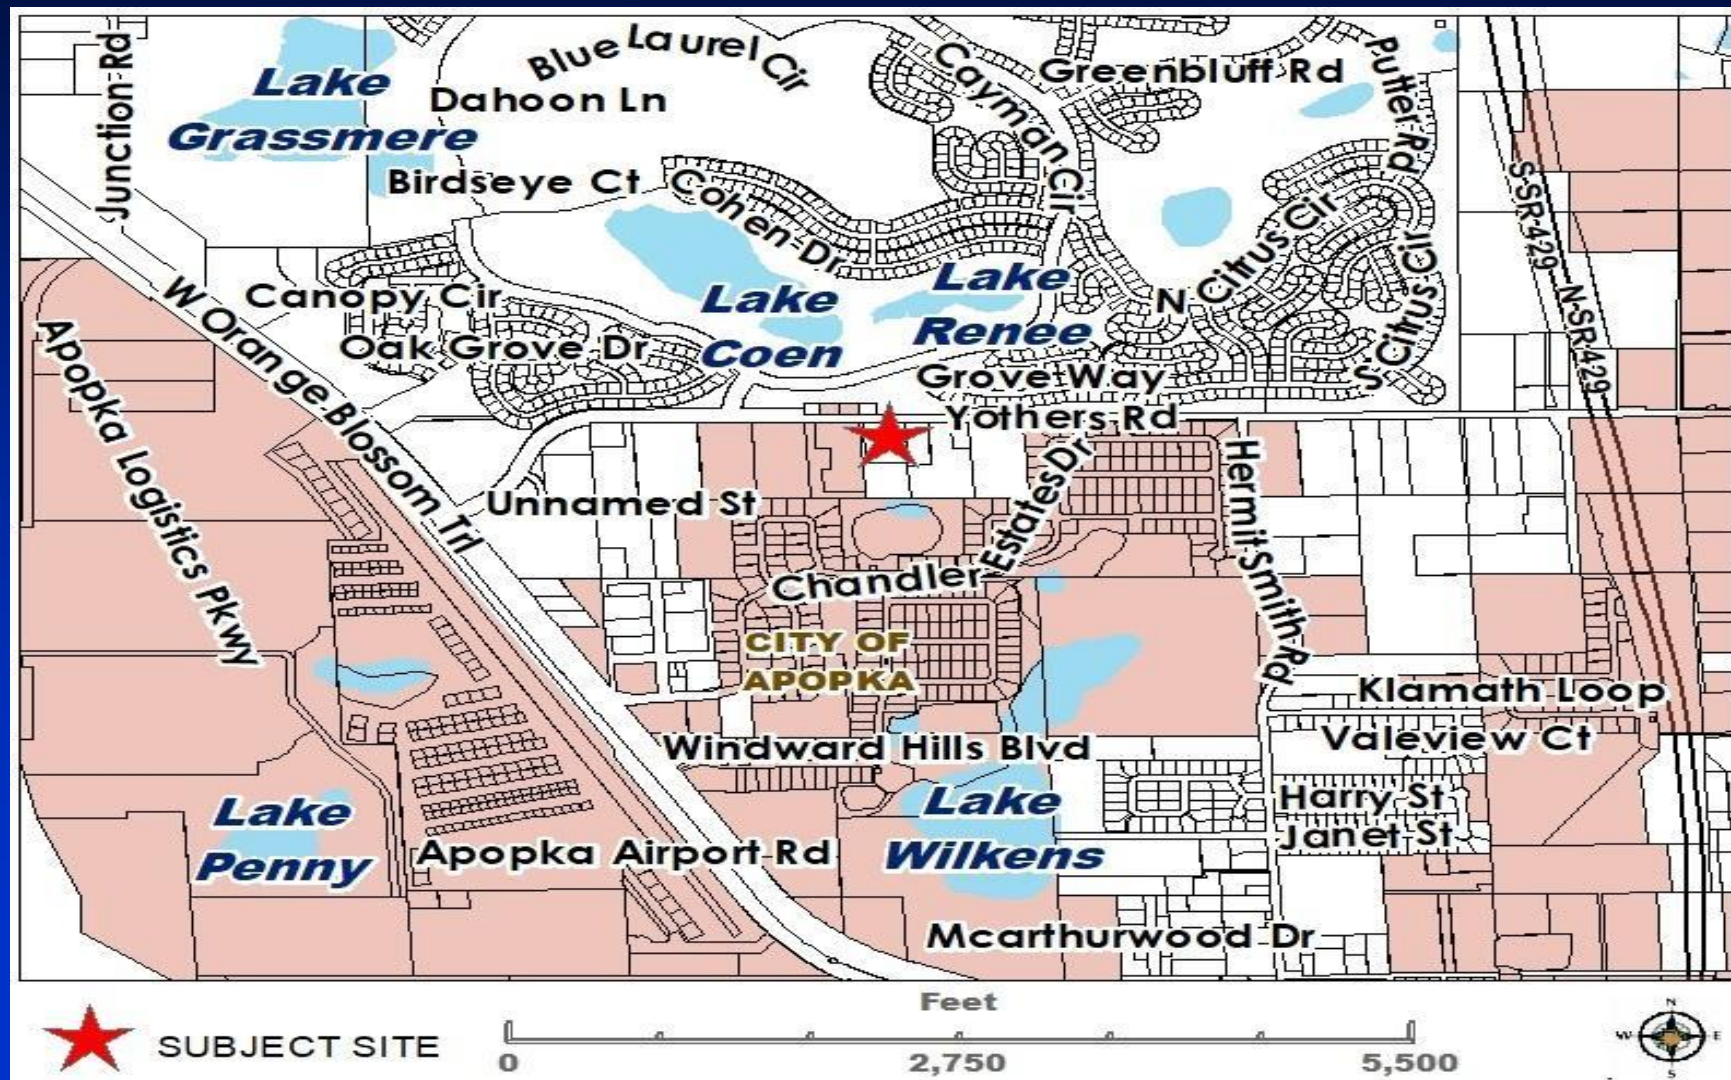 Junction Rd
Lake
Grassmere
Blue Laurel Cir
Dahoon Ln
Birdseye Ct
Cohen Dr
Cayman Cir
Greenbluff Rd
Putter Rd
S SR 429
N SR 429
N Citrus Cir
S Citrus Cir
Canopy Cir
Oak Grove Dr
Lake
Coen
Lake
Renee
Grove Way
Yothers Rd
W Orange Blossom Trl
Apopka Logistics Pkwy
Unnamed St
Chandler Estates Dr
Hermit Smith Rd
CITY OF
APOPKA
Klamath Loop
Valeview Ct
Windward Hills Blvd
Harry St
Janet St
Lake
Penny
Apopka Airport Rd
Lake
Wilkens
Mcarthurwood Dr
SUBJECT SITE
Feet
0 2,750 5,500
N
W E
S